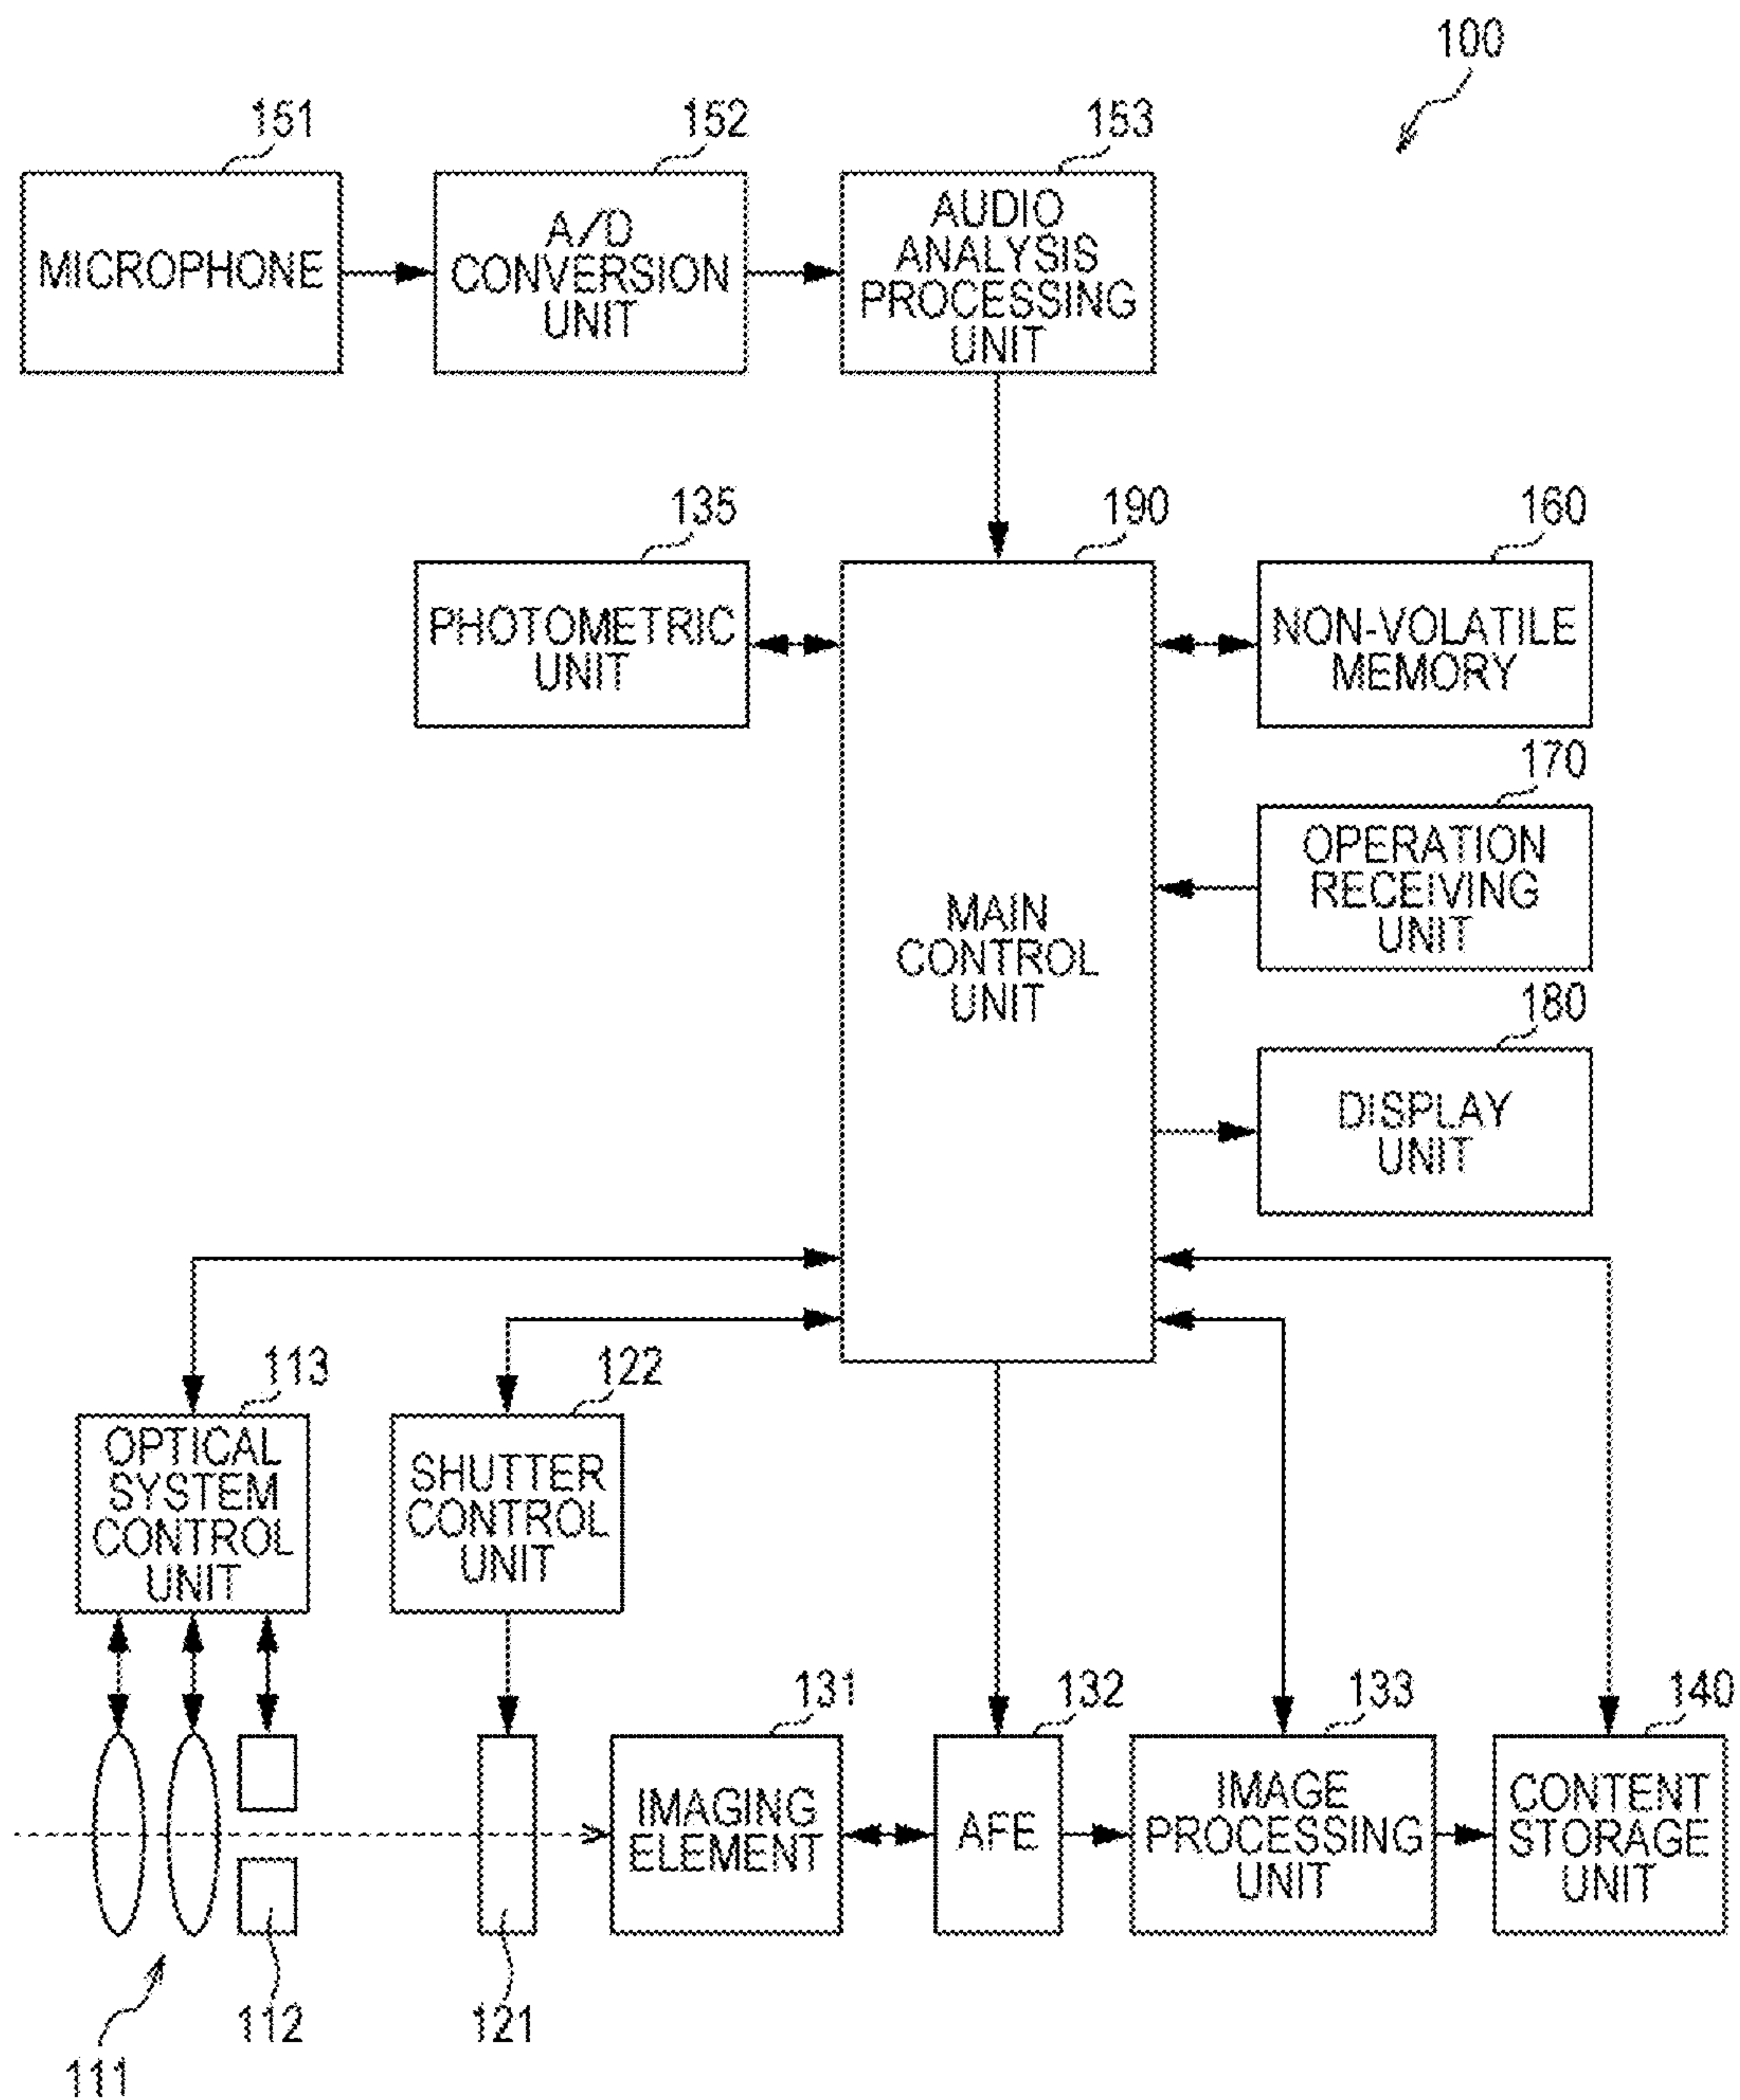 100
151
152
153
MICROPHONE
A/D
CONVERSION
UNIT
AUDIO
ANALYSIS
PROCESSING
UNIT
135
190
160
PHOTOMETRIC
UNIT
MAIN
CONTROL
UNIT
NON-VOLATILE
MEMORY
170
OPERATION
RECEIVING
UNIT
180
DISPLAY
UNIT
113
122
OPTICAL
SYSTEM
CONTROL
UNIT
SHUTTER
CONTROL
UNIT
131
132
133
140
IMAGING
ELEMENT
AFE
IMAGE
PROCESSING
UNIT
CONTENT
STORAGE
UNIT
112
121
111